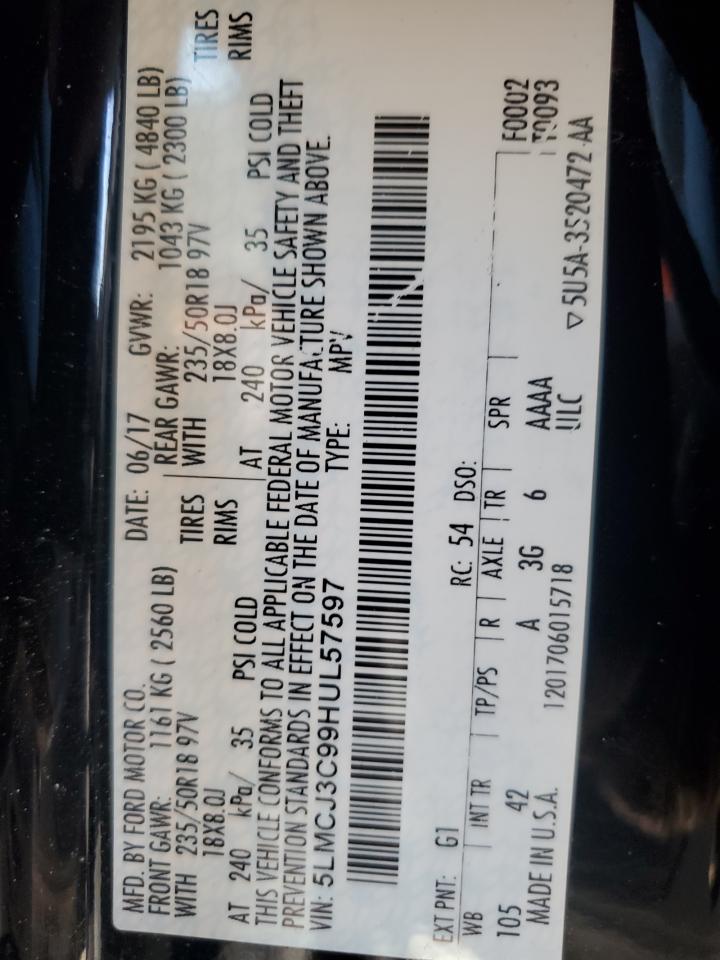 MFD. BY FORD MOTOR CO. DATE: 06/17 GVWR: 2195 KG ( 4840 LB)
FRONT GAWR: 1161 KG ( 2560 LB) REAR GAWR: 1043 KG ( 2300 LB)
WITH 235/50R18 97V TIRES WITH 235/50R18 97V TIRES
18X8.0J RIMS 18X8.0J RIMS
AT 240 kPa/ 35 PSI COLD AT 240 kPa/ 35 PSI COLD
THIS VEHICLE CONFORMS TO ALL APPLICABLE FEDERAL MOTOR VEHICLE SAFETY AND THEFT
PREVENTION STANDARDS IN EFFECT ON THE DATE OF MANUFACTURE SHOWN ABOVE.
VIN: 5LMCJ3C99HUL57597 TYPE: MPV
EXT PNT: G1 RC: 54 DSO: F0002
WB INT TR TP/PS R AXLE TR SPR T0093
105 42 A 3G 6 AAAA
MADE IN U.S.A. 1201706015718 UILC ▽5U5A-3S20472-AA